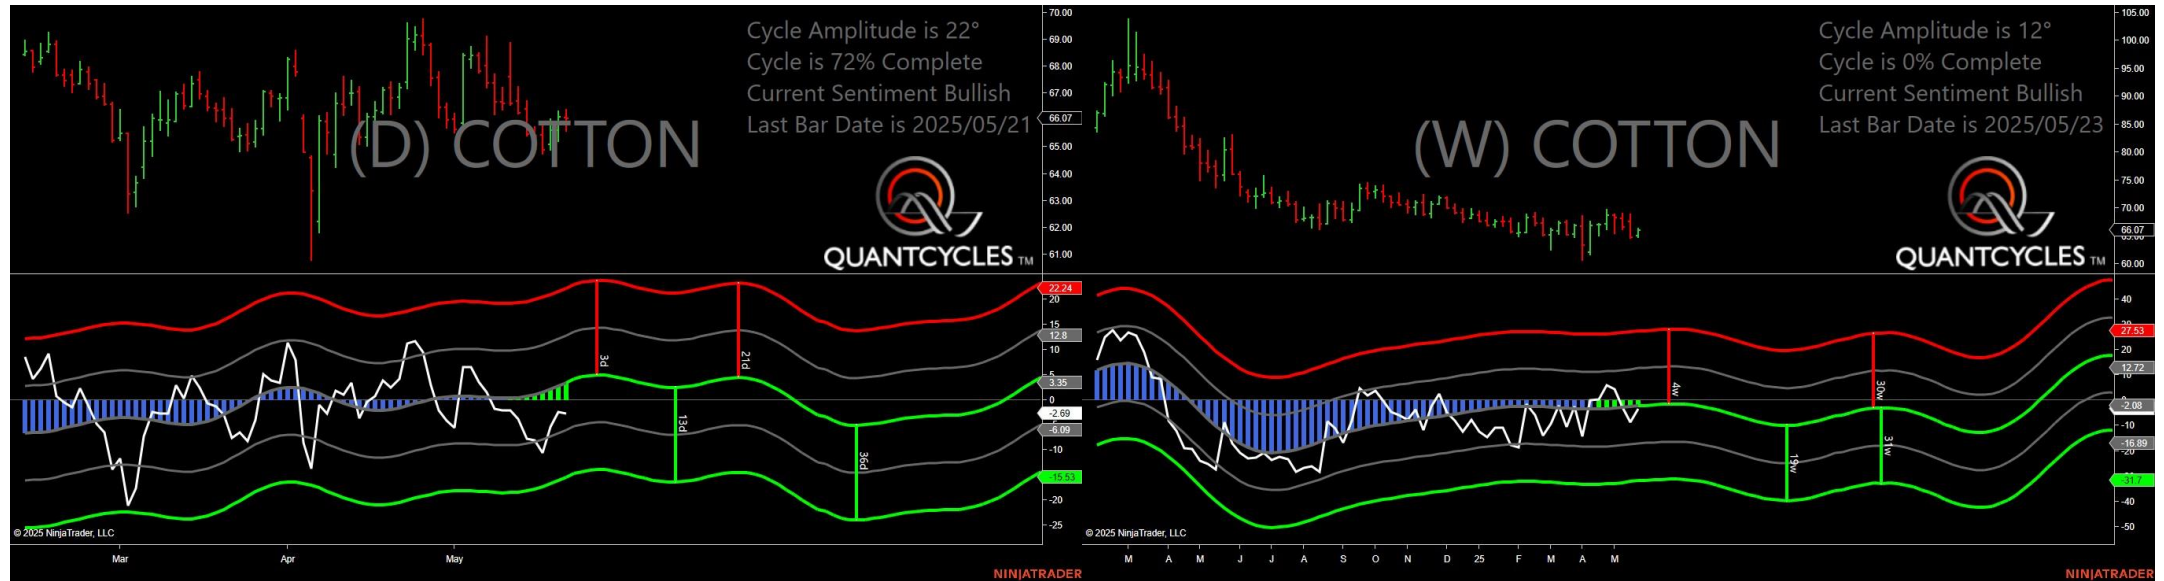 Cycle Amplitude is 22°
Cycle is 72% Complete
Current Sentiment Bullish
Last Bar Date is 2025/05/21
(D) COTTON
QUANTCYCLES TM
70.00
69.00
68.00
67.00
66.07
65.00
64.00
63.00
62.00
61.00
22.24
20
15
12.8
10
5
3.35
0
-2.69
-6.09
-10
-15.53
-20
-25
3d
21d
13d
36d
© 2025 NinjaTrader, LLC
Mar Apr May
NINJATRADER
Cycle Amplitude is 12°
Cycle is 0% Complete
Current Sentiment Bullish
Last Bar Date is 2025/05/23
(W) COTTON
QUANTCYCLES TM
105.00
100.00
95.00
90.00
85.00
80.00
75.00
70.00
66.07
60.00
40
27.53
20
12.72
0
-2.08
-10
-16.89
-20
-31.7
-40
-50
4w
30w
19w
31w
© 2025 NinjaTrader, LLC
M A M J J A S O N D 25 F M A M
NINJATRADER